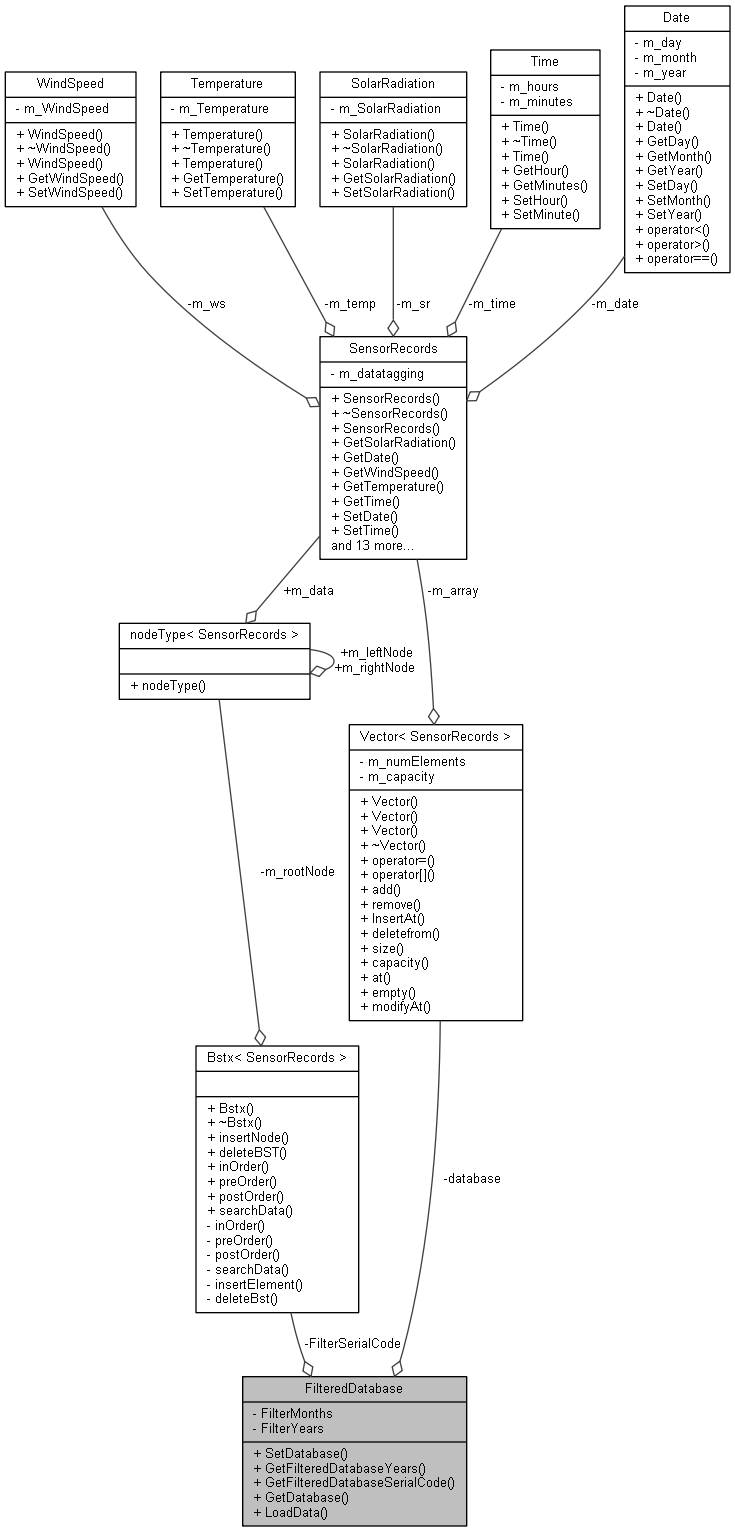 WindSpeed
- m_WindSpeed
+ WindSpeed()
+ ~WindSpeed()
+ WindSpeed()
+ GetWindSpeed()
+ SetWindSpeed()
Temperature
- m_Temperature
+ Temperature()
+ ~Temperature()
+ Temperature()
+ GetTemperature()
+ SetTemperature()
SolarRadiation
- m_SolarRadiation
+ SolarRadiation()
+ ~SolarRadiation()
+ SolarRadiation()
+ GetSolarRadiation()
+ SetSolarRadiation()
Time
- m_hours
- m_minutes
+ Time()
+ ~Time()
+ Time()
+ GetHour()
+ GetMinutes()
+ SetHour()
+ SetMinute()
Date
- m_day
- m_month
- m_year
+ Date()
+ ~Date()
+ Date()
+ GetDay()
+ GetMonth()
+ GetYear()
+ SetDay()
+ SetMonth()
+ SetYear()
+ operator<()
+ operator>()
+ operator==()
-m_ws
-m_temp
-m_sr
-m_time
-m_date
SensorRecords
- m_datatagging
+ SensorRecords()
+ ~SensorRecords()
+ SensorRecords()
+ GetSolarRadiation()
+ GetDate()
+ GetWindSpeed()
+ GetTemperature()
+ GetTime()
+ SetDate()
+ SetTime()
and 13 more...
+m_data
-m_array
nodeType< SensorRecords >
+ nodeType()
+m_leftNode
+m_rightNode
Vector< SensorRecords >
- m_numElements
- m_capacity
+ Vector()
+ Vector()
+ Vector()
+ ~Vector()
+ operator=()
+ operator[]()
+ add()
+ remove()
+ InsertAt()
+ deletefrom()
+ size()
+ capacity()
+ at()
+ empty()
+ modifyAt()
-m_rootNode
Bstx< SensorRecords >
+ Bstx()
+ ~Bstx()
+ insertNode()
+ deleteBST()
+ inOrder()
+ preOrder()
+ postOrder()
+ searchData()
- inOrder()
- preOrder()
- postOrder()
- searchData()
- insertElement()
- deleteBst()
-database
-FilterSerialCode
FilteredDatabase
- FilterMonths
- FilterYears
+ SetDatabase()
+ GetFilteredDatabaseYears()
+ GetFilteredDatabaseSerialCode()
+ GetDatabase()
+ LoadData()